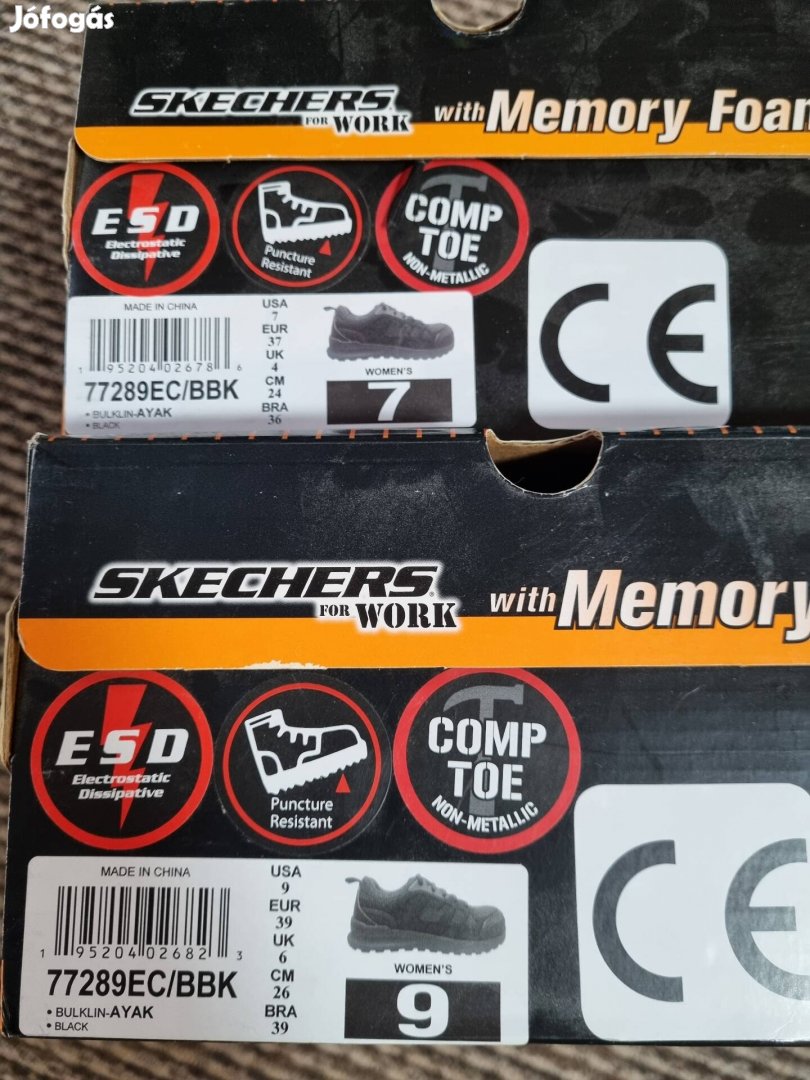 Jófogás
SKECHERS
FOR WORK
with Memory Foam
ESD
Electrostatic
Dissipative
Puncture
Resistant
COMP
TOE
NON-METALLIC
CE
MADE IN CHINA
1 95204 02678 6
77289EC/BBK
• BULKLIN-AYAK
• BLACK
USA
7
EUR
37
UK
4
CM
24
BRA
36
WOMEN'S
7
SKECHERS
FOR WORK
with Memory
ESD
Electrostatic
Dissipative
Puncture
Resistant
COMP
TOE
NON-METALLIC
CE
MADE IN CHINA
1 95204 02682 3
77289EC/BBK
• BULKLIN-AYAK
• BLACK
USA
9
EUR
39
UK
6
CM
26
BRA
39
WOMEN'S
9